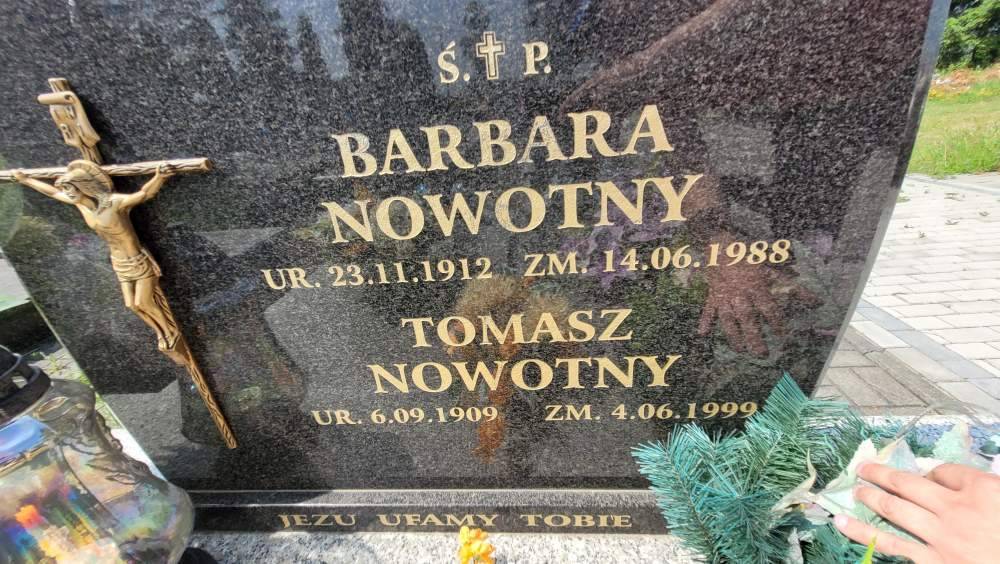 Ś. P.
BARBARA
NOWOTNY
UR. 23.11.1912 ZM. 14.06.1988
TOMASZ
NOWOTNY
UR. 6.09.1909 ZM. 4.06.1999
JEZU UFAMY TOBIE